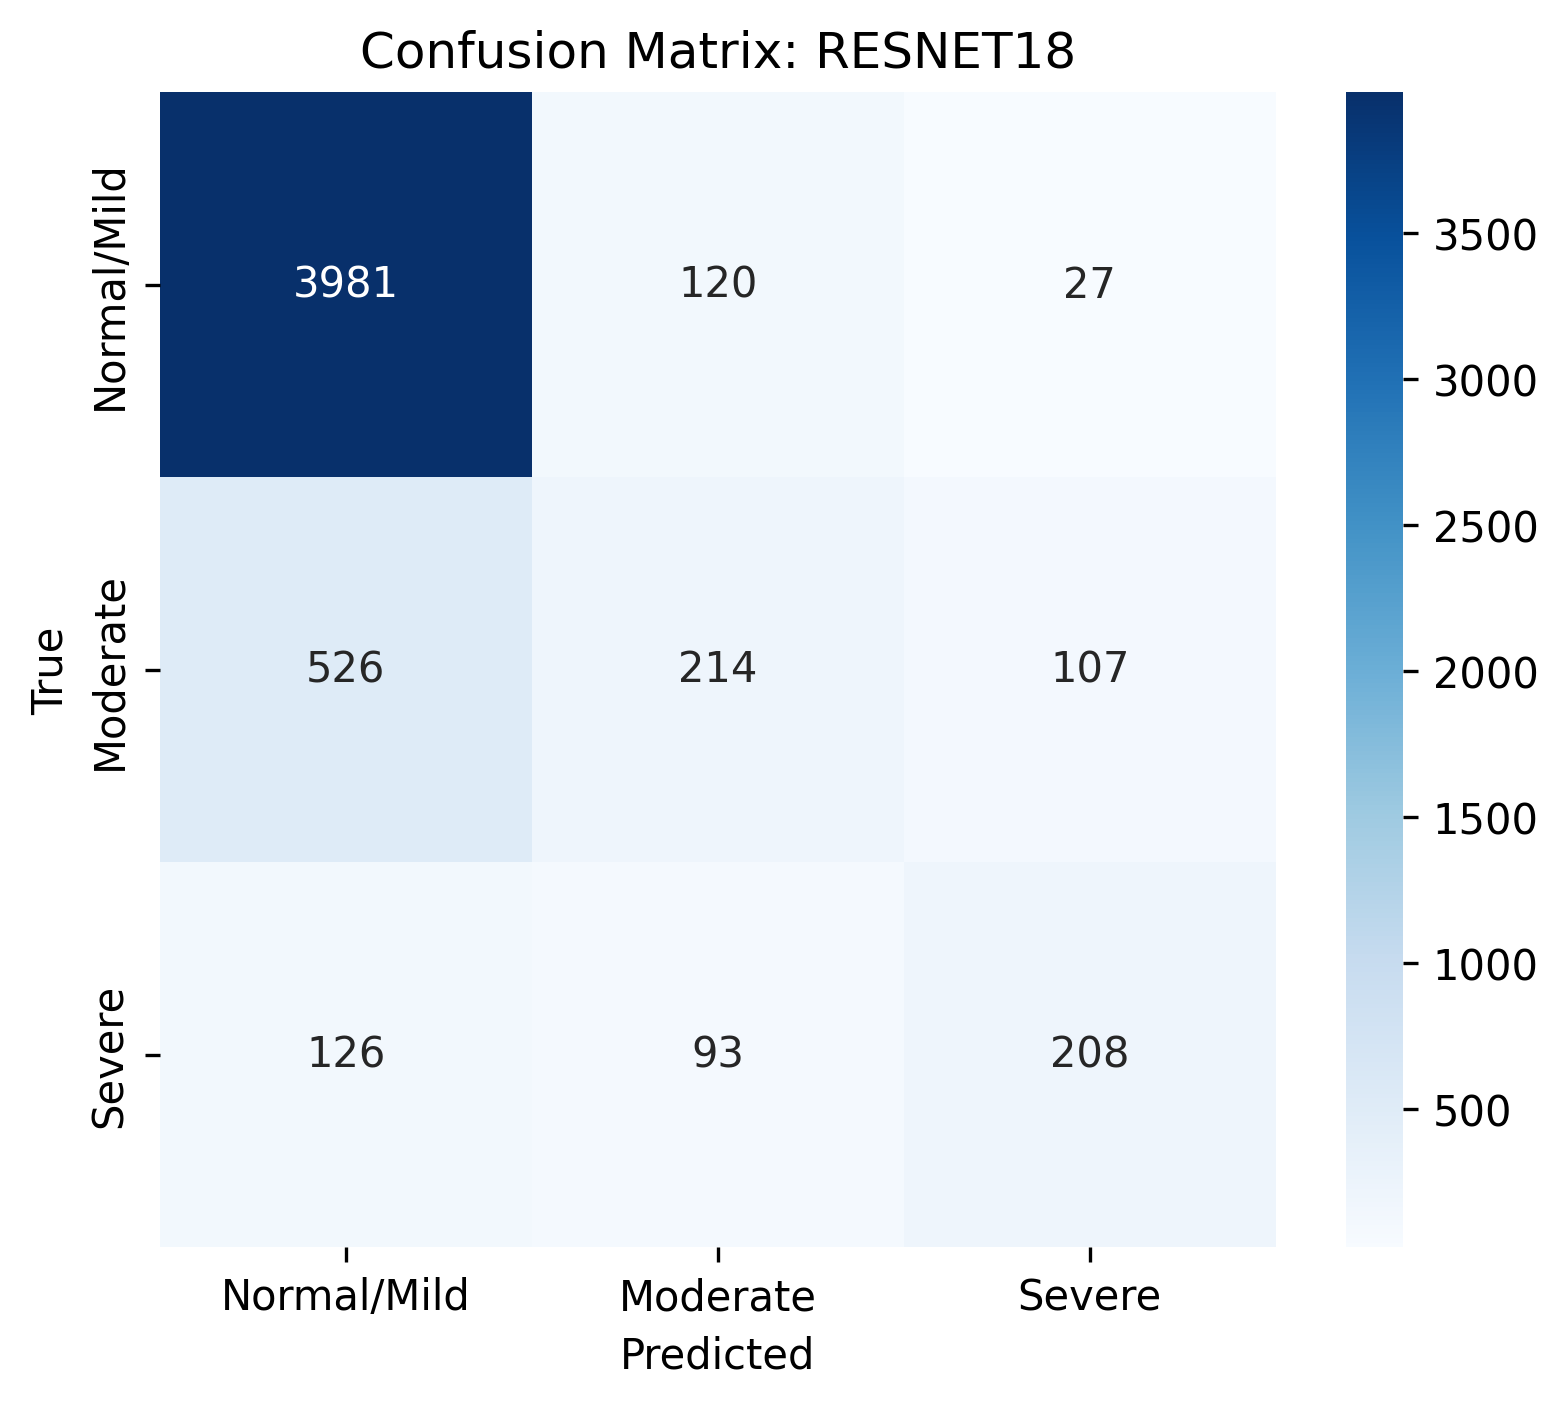 Confusion Matrix: RESNET18
True
Normal/Mild
Moderate
Severe
3981 120 27
526 214 107
126 93 208
Normal/Mild Moderate Severe
Predicted
3500
3000
2500
2000
1500
1000
500